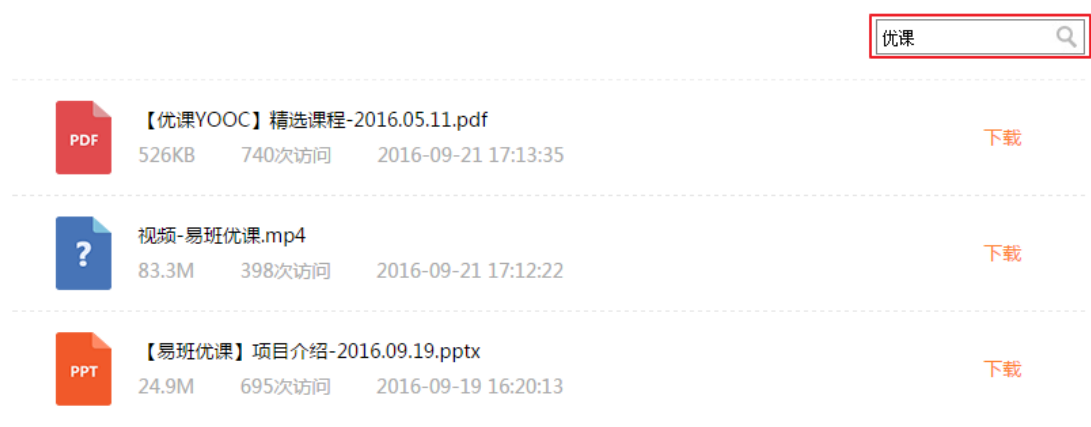 优课
PDF
【优课YOOC】精选课程-2016.05.11.pdf
526KB 740次访问 2016-09-21 17:13:35
下载
?
视频-易班优课.mp4
83.3M 398次访问 2016-09-21 17:12:22
下载
PPT
【易班优课】项目介绍-2016.09.19.pptx
24.9M 695次访问 2016-09-19 16:20:13
下载